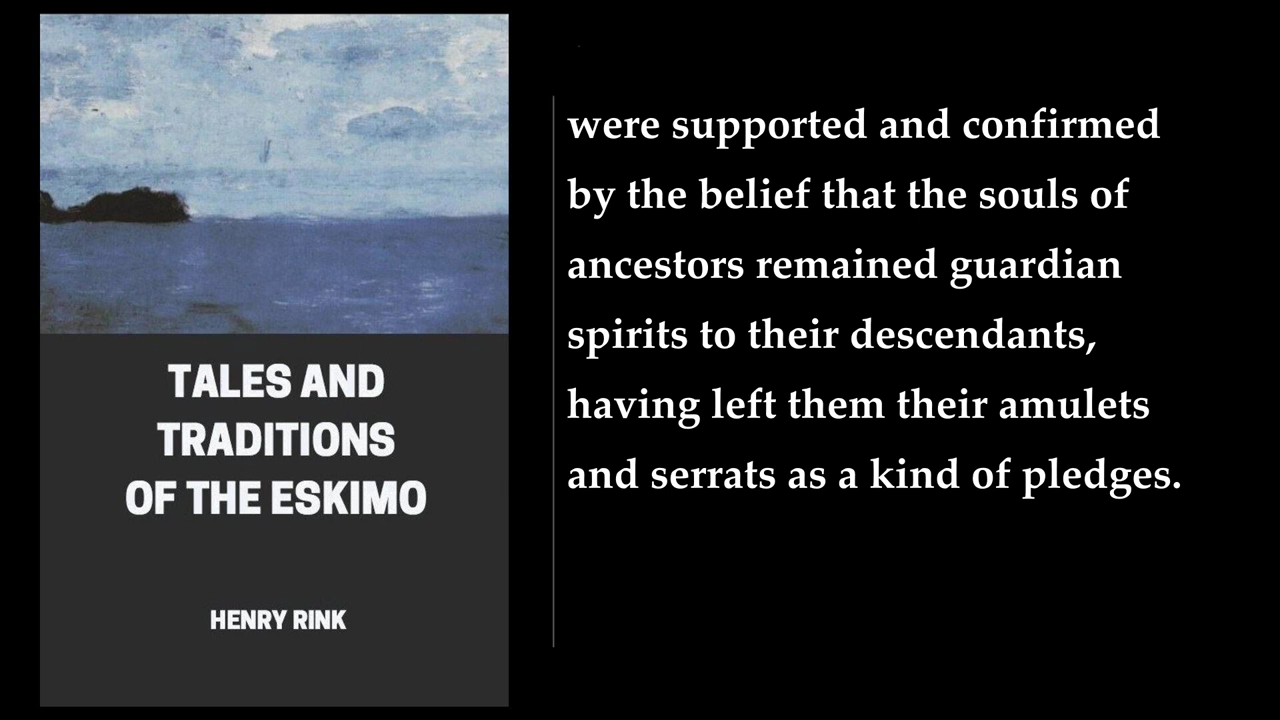 TALES AND
TRADITIONS
OF THE ESKIMO
HENRY RINK
were supported and confirmed
by the belief that the souls of
ancestors remained guardian
spirits to their descendants,
having left them their amulets
and serrats as a kind of pledges.